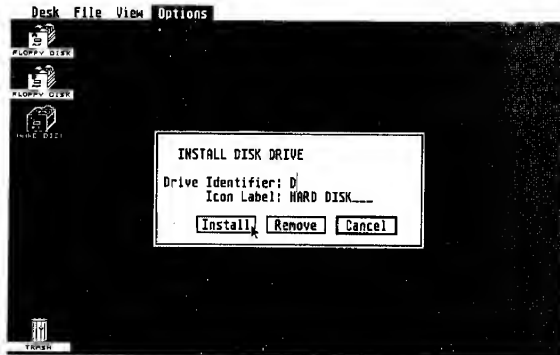 Desk File View Options
FLOPPY DISK
FLOPPY DISK
INSTALL DISK DRIVE
Drive Identifier: D
Icon Label: HARD DISK___
Install Remove Cancel
TRASH